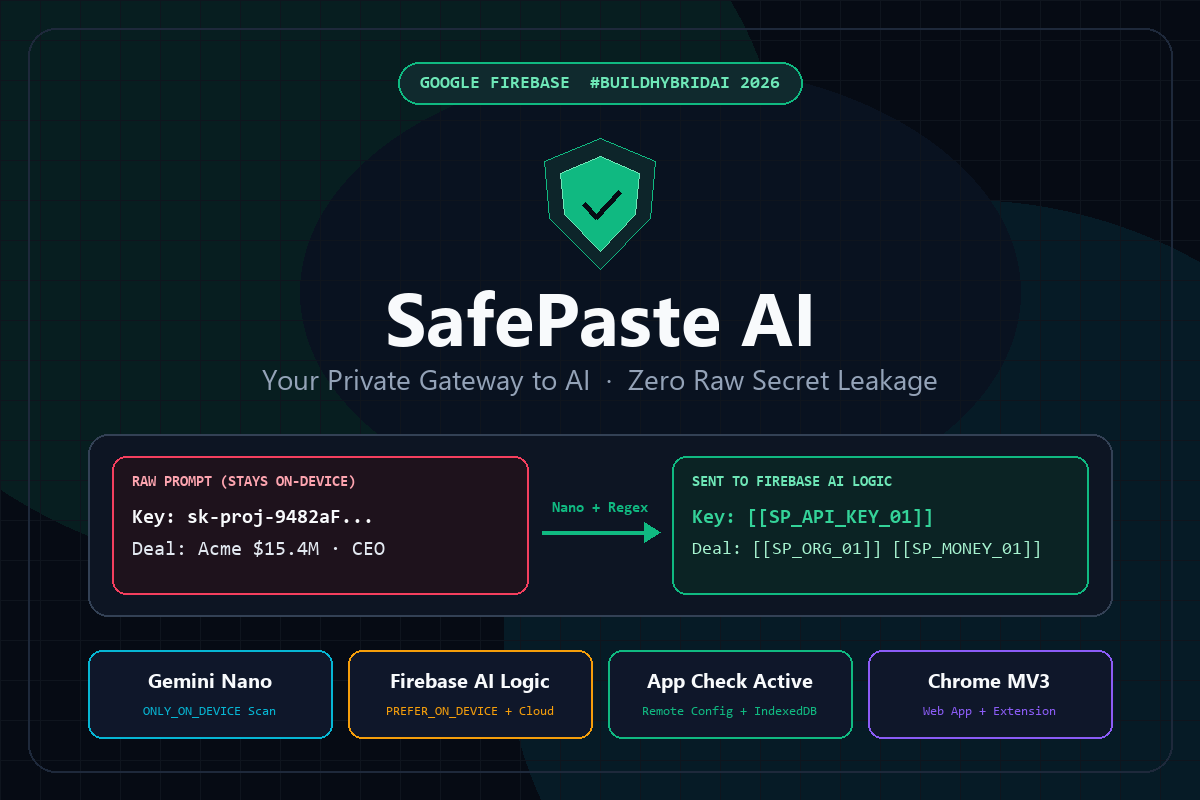 GOOGLE FIREBASE #BUILDHYBRIDAI 2026
SafePaste AI
Your Private Gateway to AI · Zero Raw Secret Leakage
RAW PROMPT (STAYS ON-DEVICE)
Key: sk-proj-9482aF...
Deal: Acme $15.4M · CEO
Nano + Regex
SENT TO FIREBASE AI LOGIC
Key: [[SP_API_KEY_01]]
Deal: [[SP_ORG_01]] [[SP_MONEY_01]]
Gemini Nano
ONLY_ON_DEVICE Scan
Firebase AI Logic
PREFER_ON_DEVICE + Cloud
App Check Active
Remote Config + IndexedDB
Chrome MV3
Web App + Extension